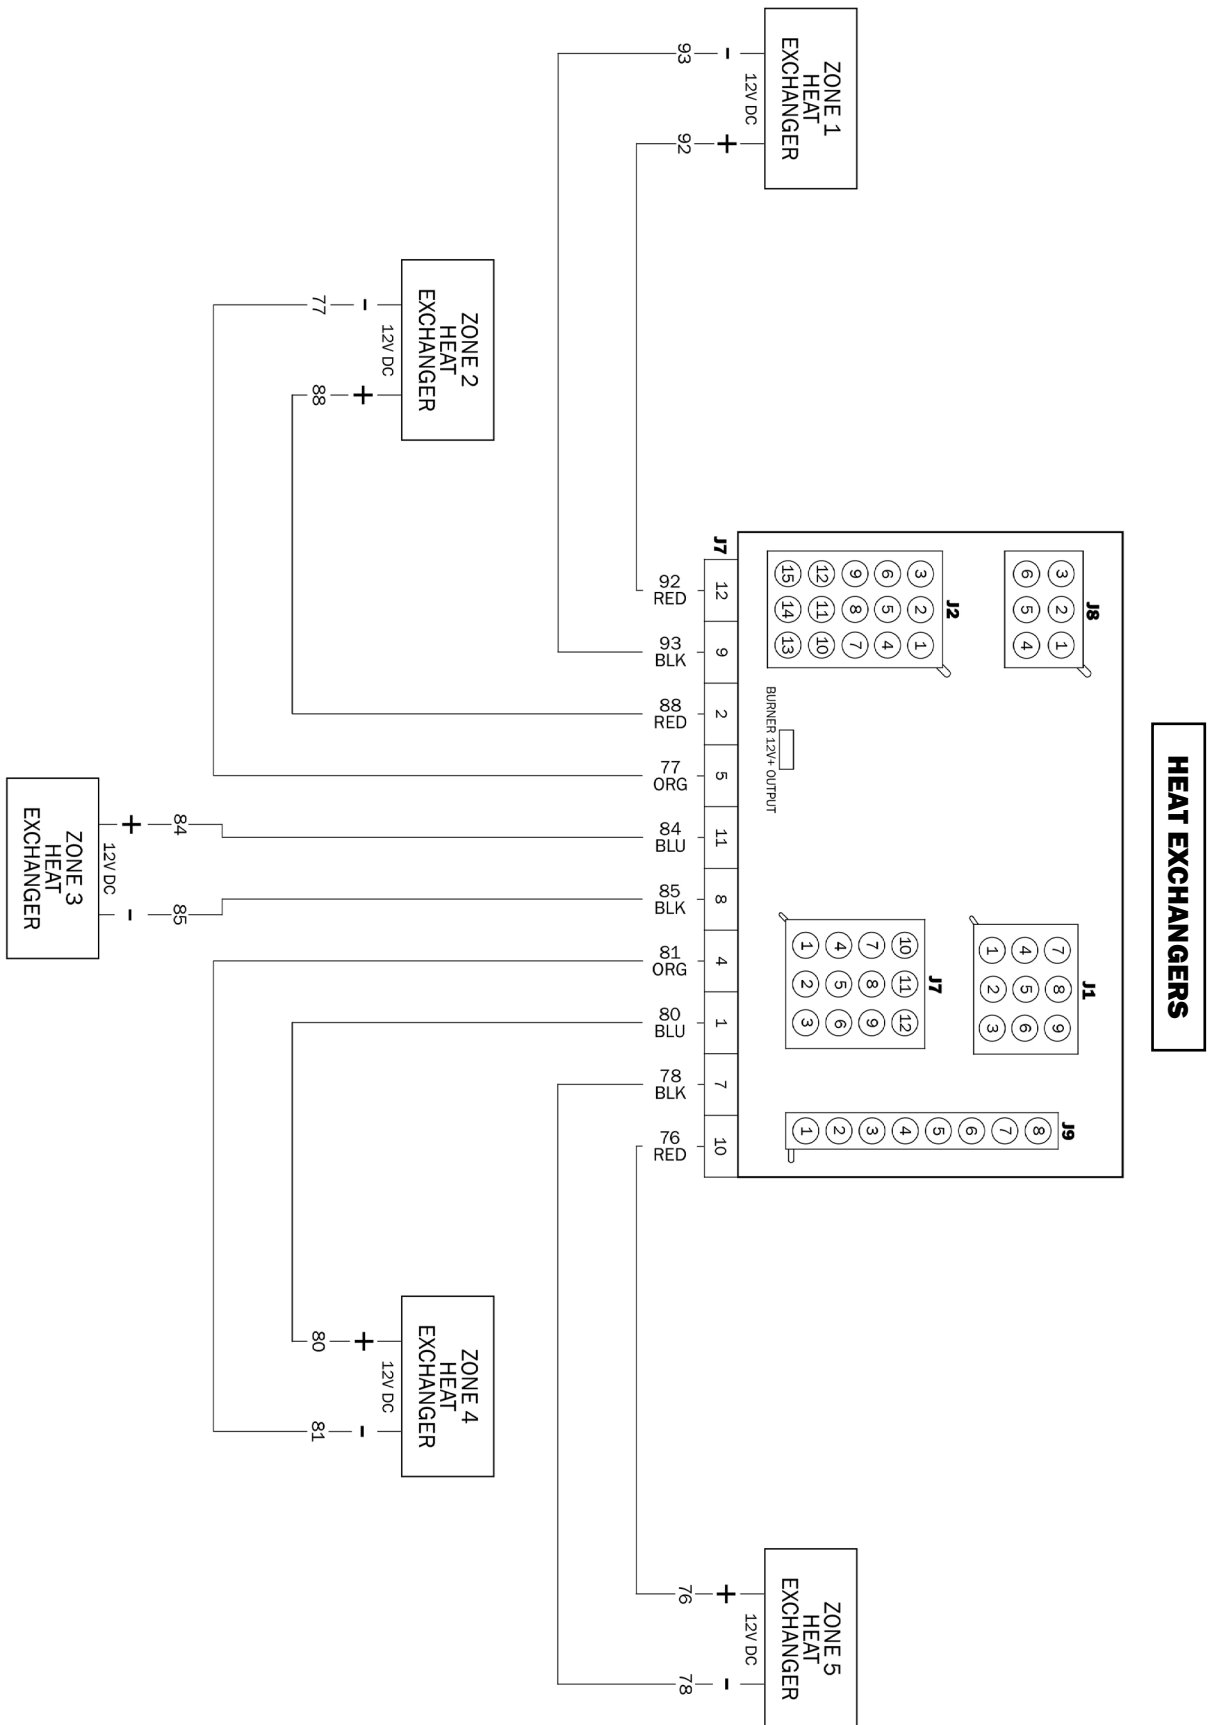 HEAT EXCHANGERS
J8
3 2 1
6 5 4
J2
3 2 1
6 5 4
9 8 7
12 11 10
15 14 13
BURNER 12V+ OUTPUT
J1
7 8 9
4 5 6
1 2 3
J7
10 11 12
7 8 9
4 5 6
1 2 3
J9
8
7
6
5
4
3
2
1
J7
12 9 2 5 11 8 4 1 7 10
92
RED
93
BLK
88
RED
77
ORG
84
BLU
85
BLK
81
ORG
80
BLU
78
BLK
76
RED
ZONE 1
HEAT
EXCHANGER
12V DC
- +
93 92
ZONE 2
HEAT
EXCHANGER
12V DC
- +
77 88
12V DC
+ -
84 85
ZONE 3
HEAT
EXCHANGER
ZONE 4
HEAT
EXCHANGER
12V DC
+ -
80 81
ZONE 5
HEAT
EXCHANGER
12V DC
+ -
76 78